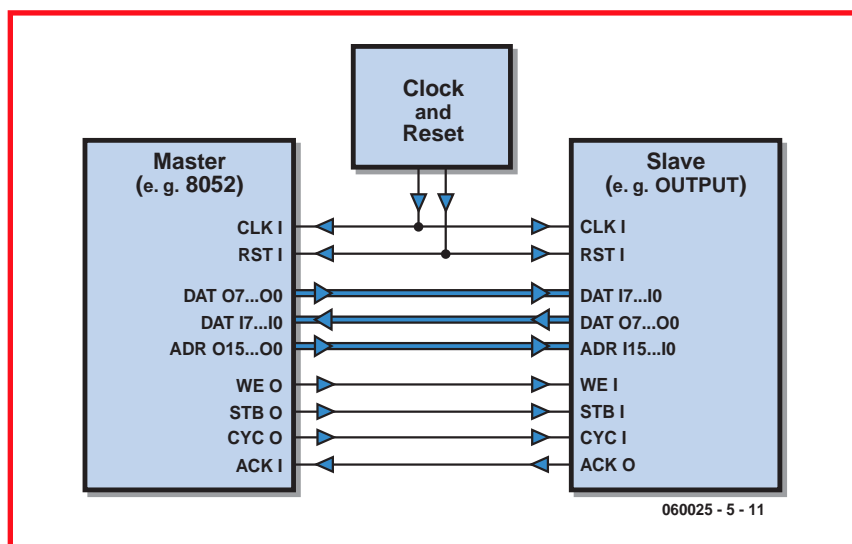 Clock
and
Reset
Master
(e. g. 8052)
CLK I
RST I
DAT O7...O0
DAT I7...I0
ADR O15...O0
WE O
STB O
CYC O
ACK I
Slave
(e. g. OUTPUT)
CLK I
RST I
DAT I7...I0
DAT O7...O0
ADR I15...I0
WE I
STB I
CYC I
ACK O
060025 - 5 - 11